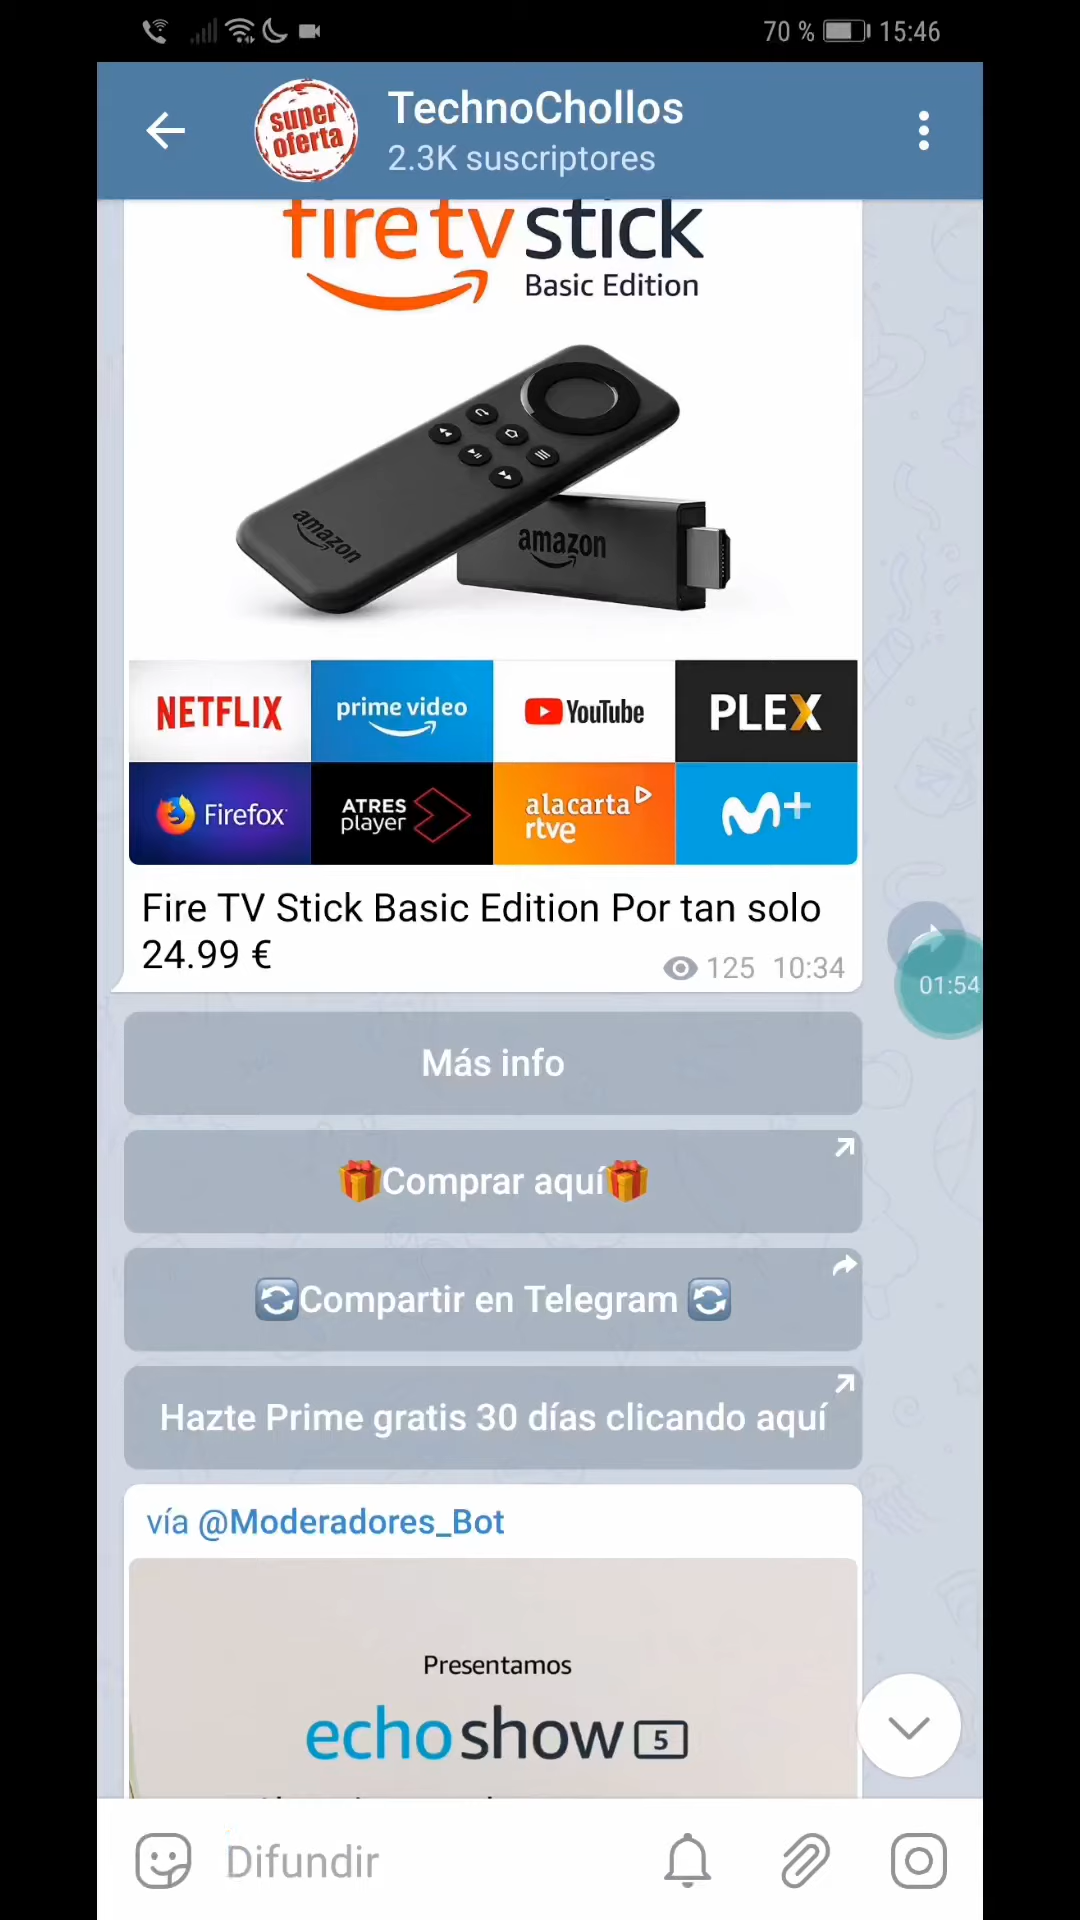 70 % 15:46
super oferta
TechnoChollos
2.3K suscriptores
fire tv stick
Basic Edition
amazon
amazon
NETFLIX prime video YouTube PLEX
Firefox ATRES player alacarta rtve M+
Fire TV Stick Basic Edition Por tan solo
24.99 €
125 10:34
01:54
Más info
Comprar aquí
Compartir en Telegram
Hazte Prime gratis 30 días clicando aquí
vía @Moderadores_Bot
Presentamos
echo show 5
Difundir